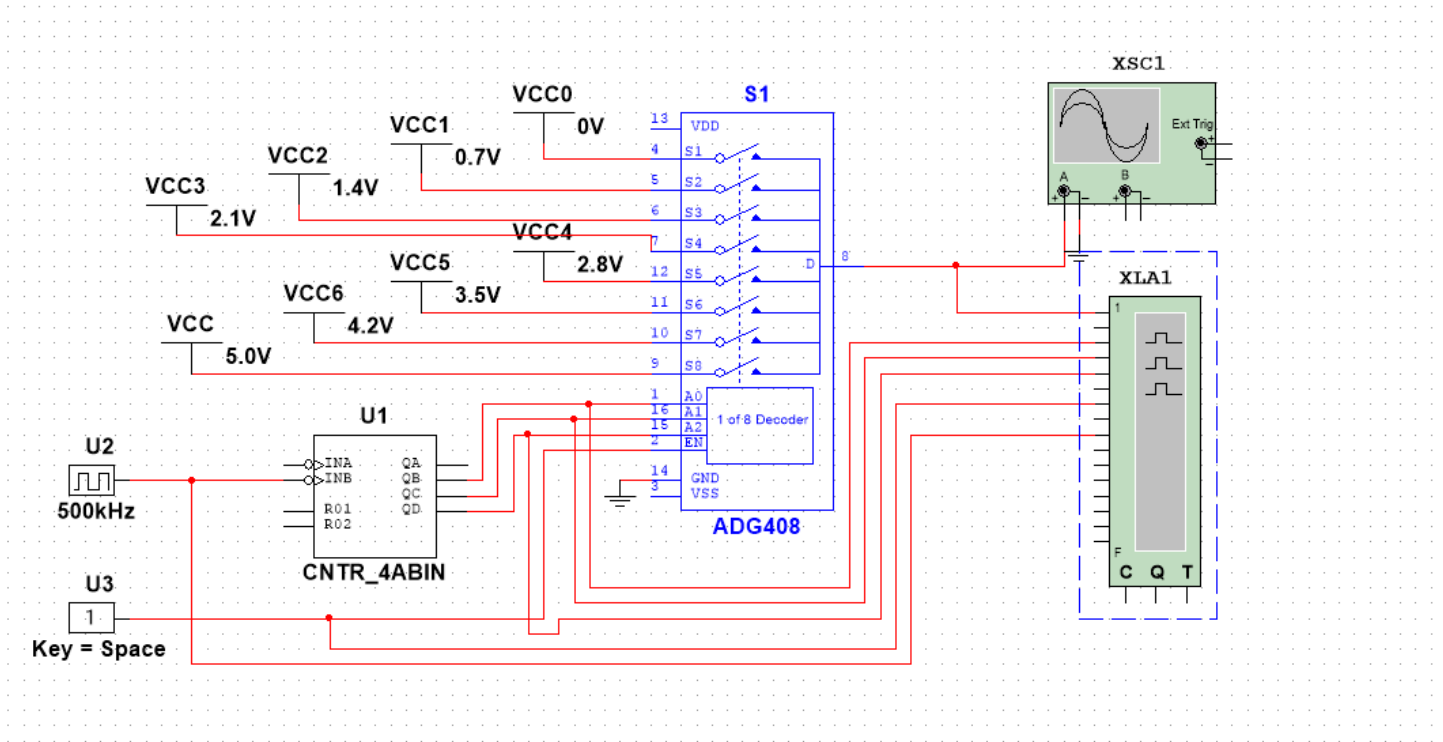 XSC1
Ext Trig
+
−
A
B
+ −
+ −
VCC0
0V
VCC1
0.7V
VCC2
1.4V
VCC3
2.1V
VCC4
2.8V
VCC5
3.5V
VCC6
4.2V
VCC
5.0V
S1
13 VDD
4 S1
5 S2
6 S3
7 S4
12 S5
11 S6
10 S7
9 S8
D 8
1 A0
16 A1
15 A2
2 EN
1 of 8 Decoder
14 GND
3 VSS
ADG408
U1
INA QA
INB QB
QC
R01 QD
R02
CNTR_4ABIN
U2
500kHz
U3
1
Key = Space
XLA1
1
F
C Q T